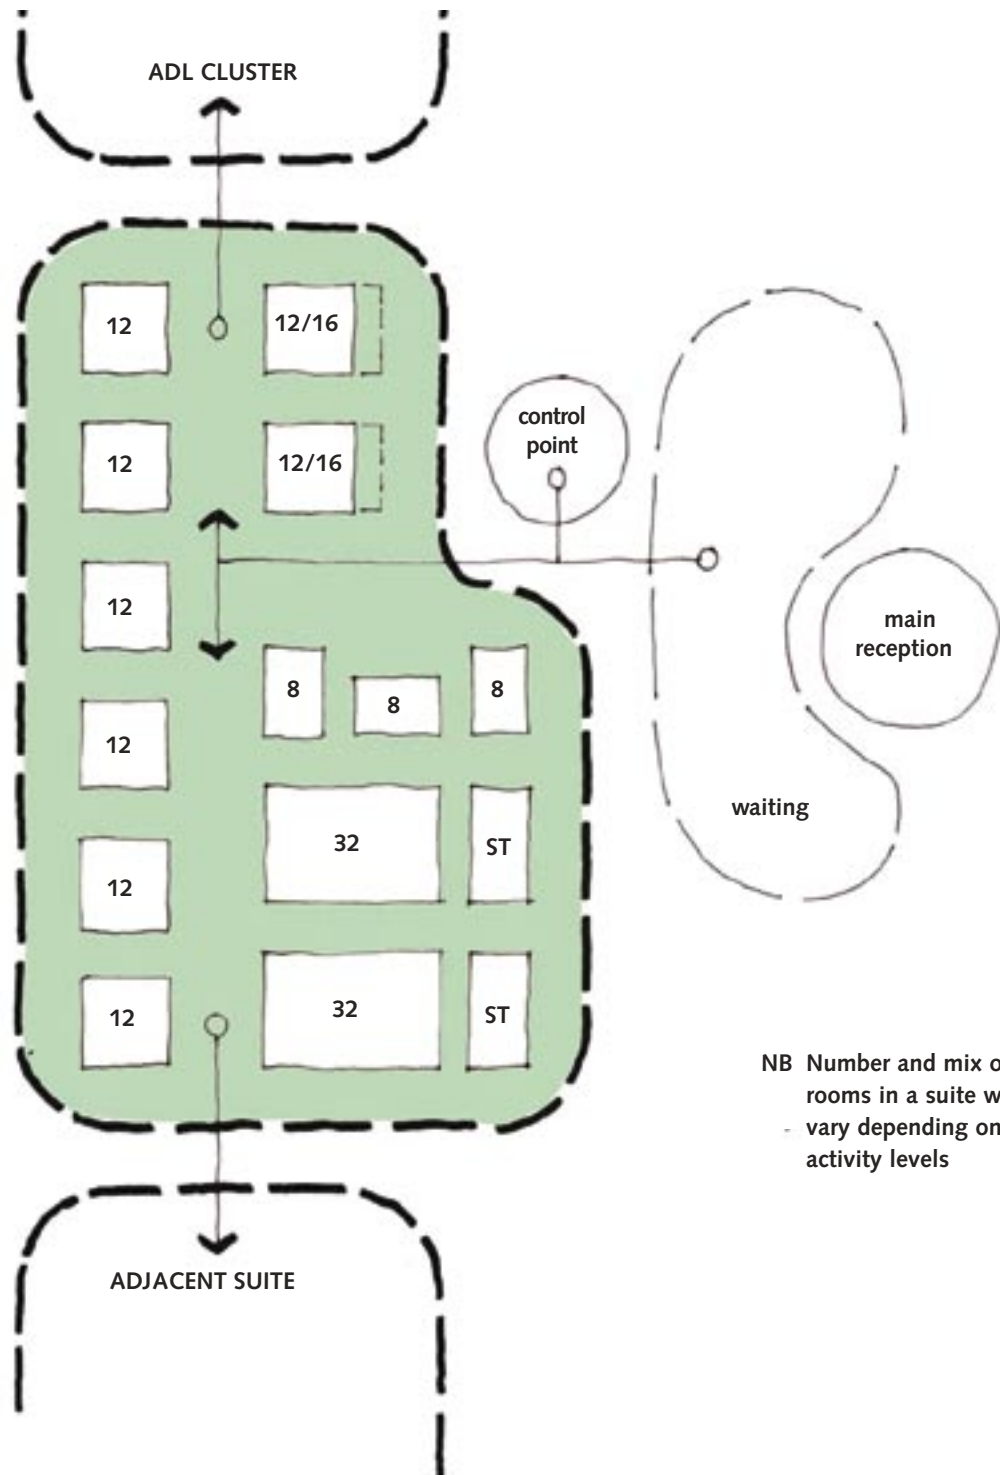 ADL CLUSTER
12
12/16
12
12/16
control
point
12
main
reception
8
8
8
12
waiting
32
ST
12
32
ST
12
NB Number and mix o
rooms in a suite w
vary depending on
activity levels
ADJACENT SUITE